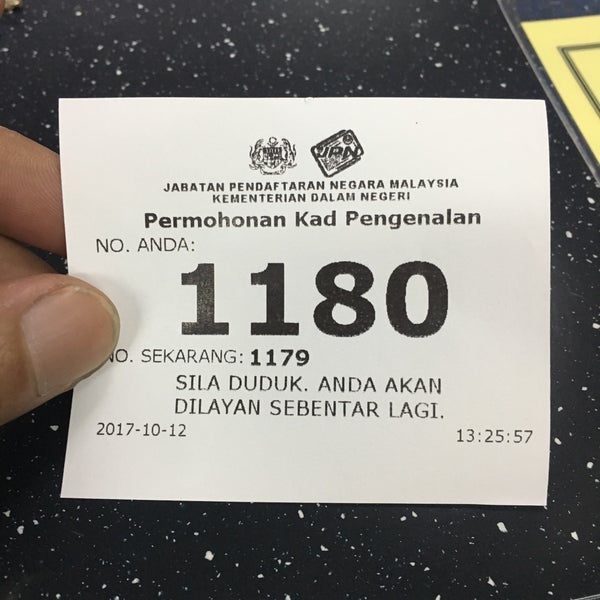 JPN
JABATAN PENDAFTARAN NEGARA MALAYSIA
KEMENTERIAN DALAM NEGERI
Permohonan Kad Pengenalan
NO. ANDA:
1180
NO. SEKARANG: 1179
SILA DUDUK. ANDA AKAN
DILAYAN SEBENTAR LAGI.
2017-10-12 13:25:57